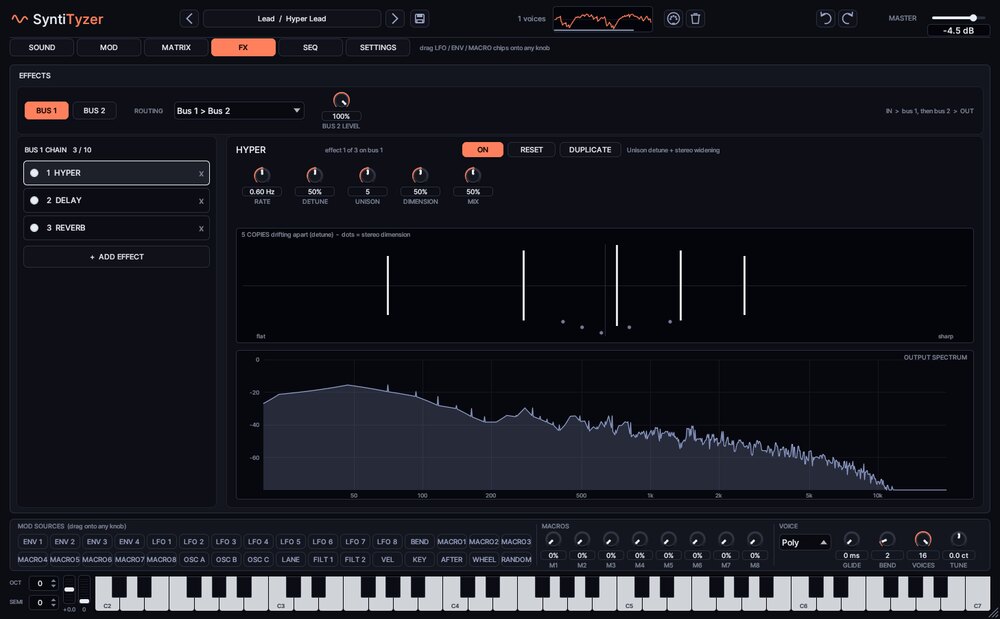 SyntiTyzer
Lead / Hyper Lead
1 voices
MASTER
-4.5 dB
SOUND MOD MATRIX FX SEQ SETTINGS drag LFO / ENV / MACRO chips onto any knob
EFFECTS
BUS 1 BUS 2 ROUTING Bus 1 > Bus 2 100% IN > bus 1, then bus 2 > OUT
BUS 2 LEVEL
BUS 1 CHAIN 3 / 10
1 HYPER x
2 DELAY x
3 REVERB x
+ ADD EFFECT
HYPER effect 1 of 3 on bus 1 ON RESET DUPLICATE Unison detune + stereo widening
0.60 Hz 50% 5 50% 50%
RATE DETUNE UNISON DIMENSION MIX
5 COPIES drifting apart (detune) - dots = stereo dimension
flat sharp
OUTPUT SPECTRUM
0
-20
-40
-60
50 100 200 500 1k 2k 5k 10k
MOD SOURCES (drag onto any knob)
ENV 1 ENV 2 ENV 3 ENV 4 LFO 1 LFO 2 LFO 3 LFO 4 LFO 5 LFO 6 LFO 7 LFO 8 BEND MACRO1 MACRO2 MACRO3
MACRO4 MACRO5 MACRO6 MACRO7 MACRO8 OSC A OSC B OSC C FILT 1 FILT 2 VEL KEY AFTER WHEEL RANDOM
MACROS
0% 0% 0% 0% 0% 0% 0% 0%
M1 M2 M3 M4 M5 M6 M7 M8
VOICE
Poly
0 ms 2 16 0.0 ct
GLIDE BEND VOICES TUNE
OCT 0
SEMI 0
+0.0 0
C2 C3 C4 C5 C6 C7